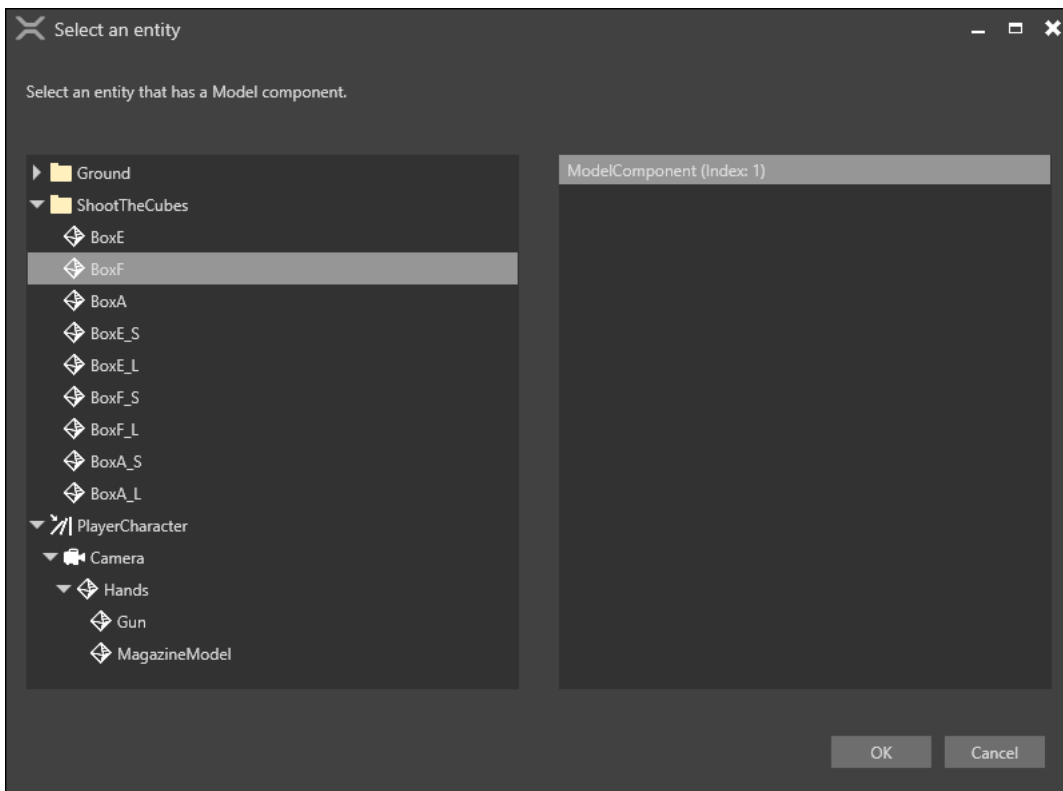 Select an entity
Select an entity that has a Model component.
Ground
ShootTheCubes
BoxE
BoxF
BoxA
BoxE_S
BoxE_L
BoxF_S
BoxF_L
BoxA_S
BoxA_L
PlayerCharacter
Camera
Hands
Gun
MagazineModel
ModelComponent (Index: 1)
OK
Cancel